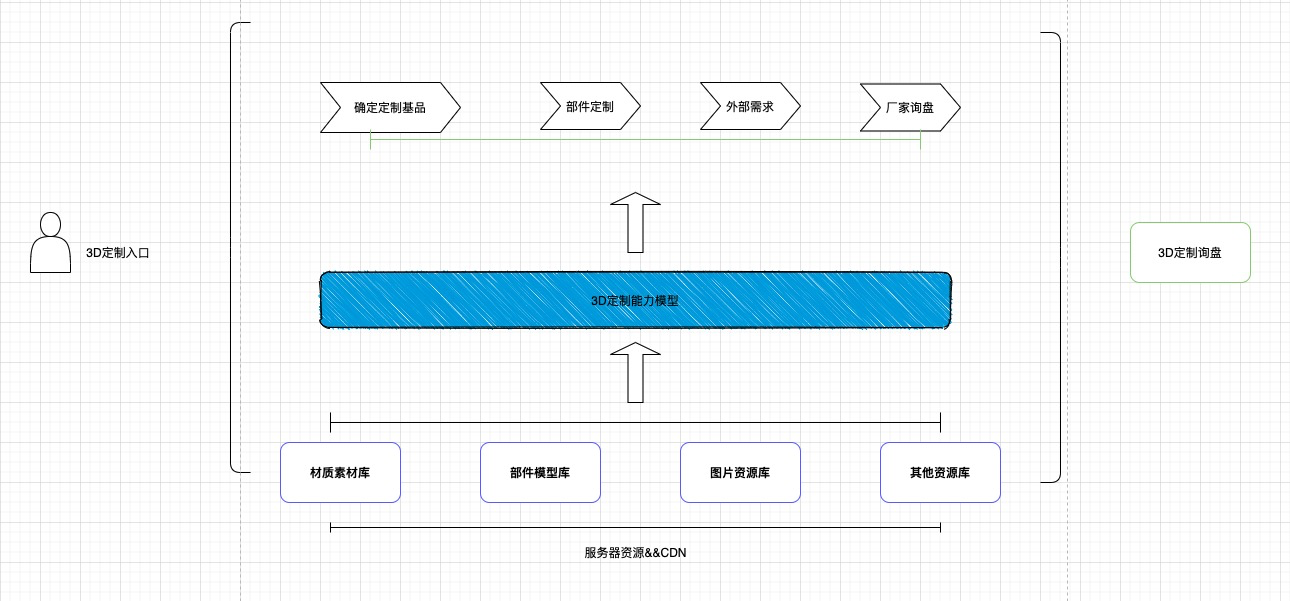 确定定制基品
部件定制
外部需求
厂家询盘
3D定制入口
3D定制询盘
3D定制能力模型
材质素材库
部件模型库
图片资源库
其他资源库
服务器资源&&CDN